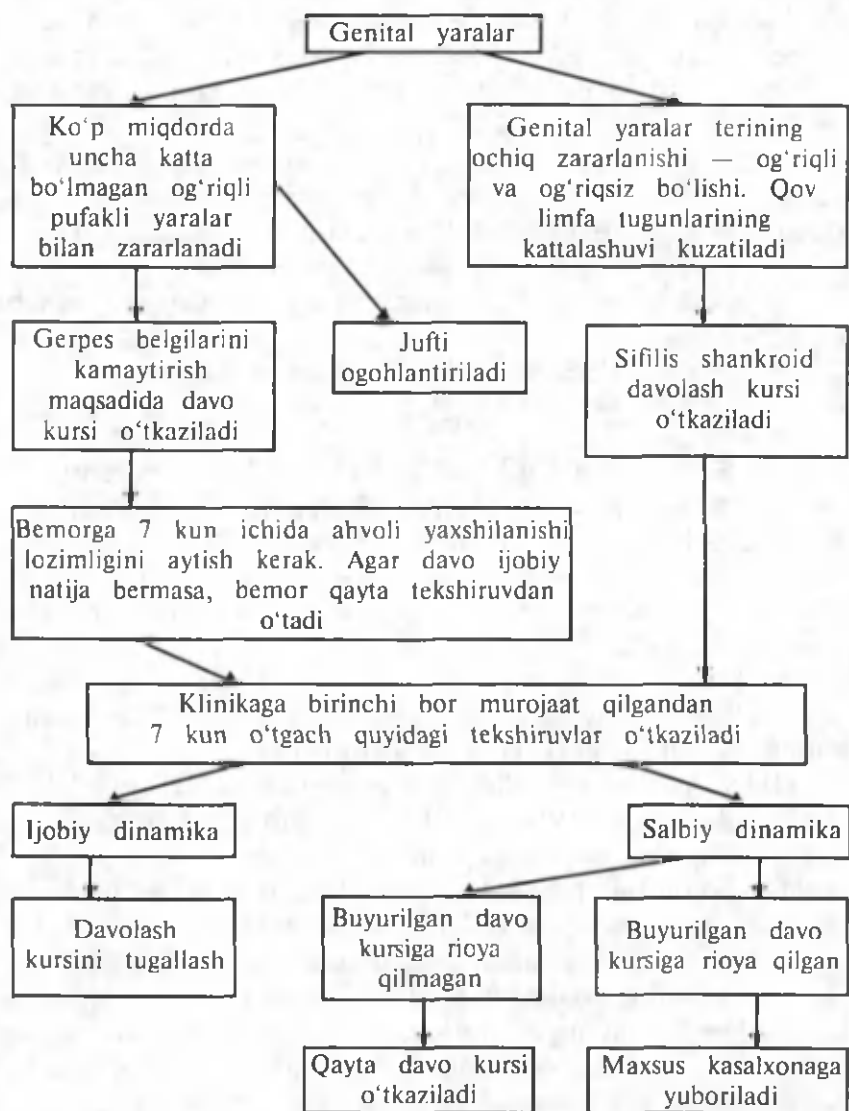 Genital yaralar
Ko‘p miqdorda
uncha katta
bo‘lmagan og‘riqli
pufakli yaralar
bilan zararlanadi
Genital yaralar terining
ochiq zararlanishi — og‘riqli
va og‘riqsiz bo‘lishi. Qov
limfa tugunlarining
kattalashuvi kuzatiladi
Gerpes belgilarini
kamaytirish
maqsadida davo
kursi o‘tkaziladi
Jufti
ogohlantiriladi
Sifilis shankroid
davolash kursi
o‘tkaziladi
Bemorga 7 kun ichida ahvoli yaxshilanishi
lozimligini aytish kerak. Agar davo ijobiy
natija bermasa, bemor qayta tekshiruvdan
o‘tadi
Klinikaga birinchi bor murojaat qilgandan
7 kun o‘tgach quyidagi tekshiruvlar o‘tkaziladi
Ijobiy dinamika
Salbiy dinamika
Davolash
kursini tugallash
Buyurilgan davo
kursiga rioya
qilmagan
Buyurilgan davo
kursiga rioya qilgan
Qayta davo kursi
o‘tkaziladi
Maxsus kasalxonaga
yuboriladi